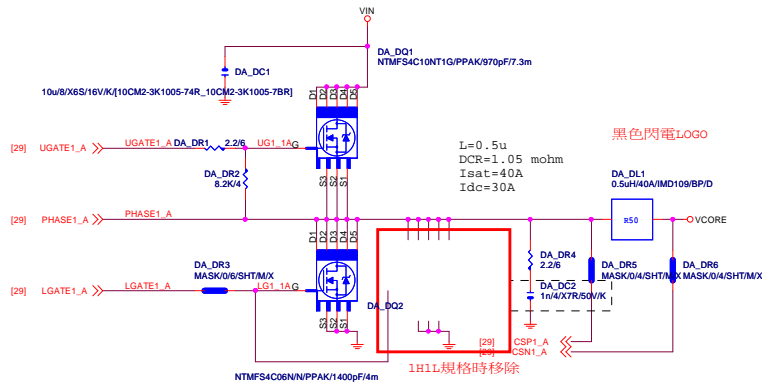 VIN
DA_DQ1
NTMFS4C10NT1G/PPAK/970pF/7.3m
DA_DC1
10u/8/X6S/16V/K/[10CM2-3K1005-74R_10CM2-3K1005-7BR]
D1 D2 D3 D4 D5
[29] UGATE1_A
UGATE1_A
DA_DR1
2.2/6
UG1_1A
G
S3 S2 S1
L=0.5u
DCR=1.05 mohm
Isat=40A
Idc=30A
黑色閃電LOGO
DA_DR2
8.2K/4
DA_DL1
0.5uH/40A/IMD109/BP/D
[29] PHASE1_A
PHASE1_A
R50
VCORE
D1 D2 D3 D4 D5
DA_DR3
MASK/0/6/SHT/M/X
DA_DR4
2.2/6
DA_DR5
MASK/0/4/SHT/M/X
DA_DR6
MASK/0/4/SHT/M/X
[29] LGATE1_A
LGATE1_A
LG1_1A
G
DA_DC2
1n/4/X7R/50V/K
DA_DQ2
S3 S2 S1
[29] CSP1_A
[29] CSN1_A
1H1L規格時移除
NTMFS4C06N/N/PPAK/1400pF/4m